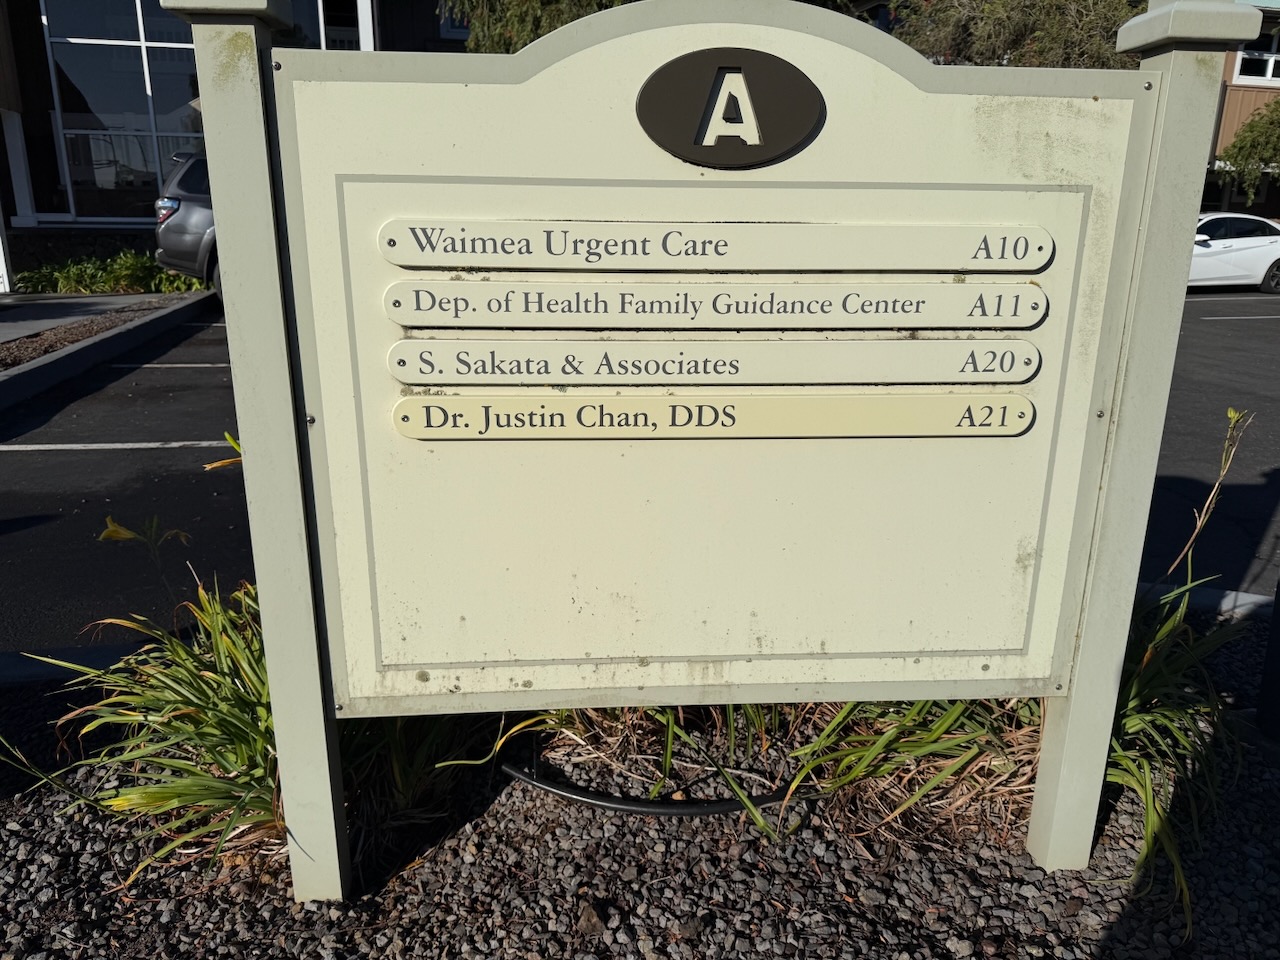 A
Waimea Urgent Care A10
Dep. of Health Family Guidance Center A11
S. Sakata & Associates A20
Dr. Justin Chan, DDS A21